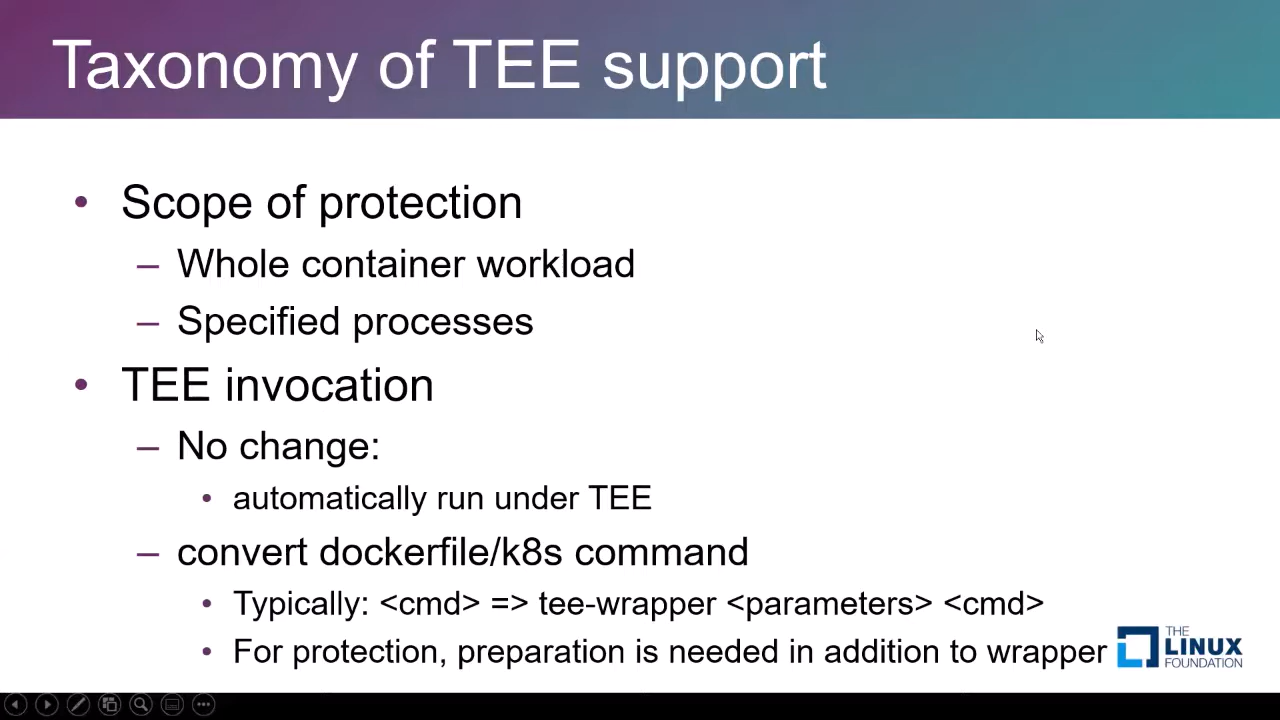 Taxonomy of TEE support
• Scope of protection
– Whole container workload
– Specified processes
• TEE invocation
– No change:
• automatically run under TEE
– convert dockerfile/k8s command
• Typically: <cmd> => tee-wrapper <parameters> <cmd>
• For protection, preparation is needed in addition to wrapper
THE
LINUX
FOUNDATION